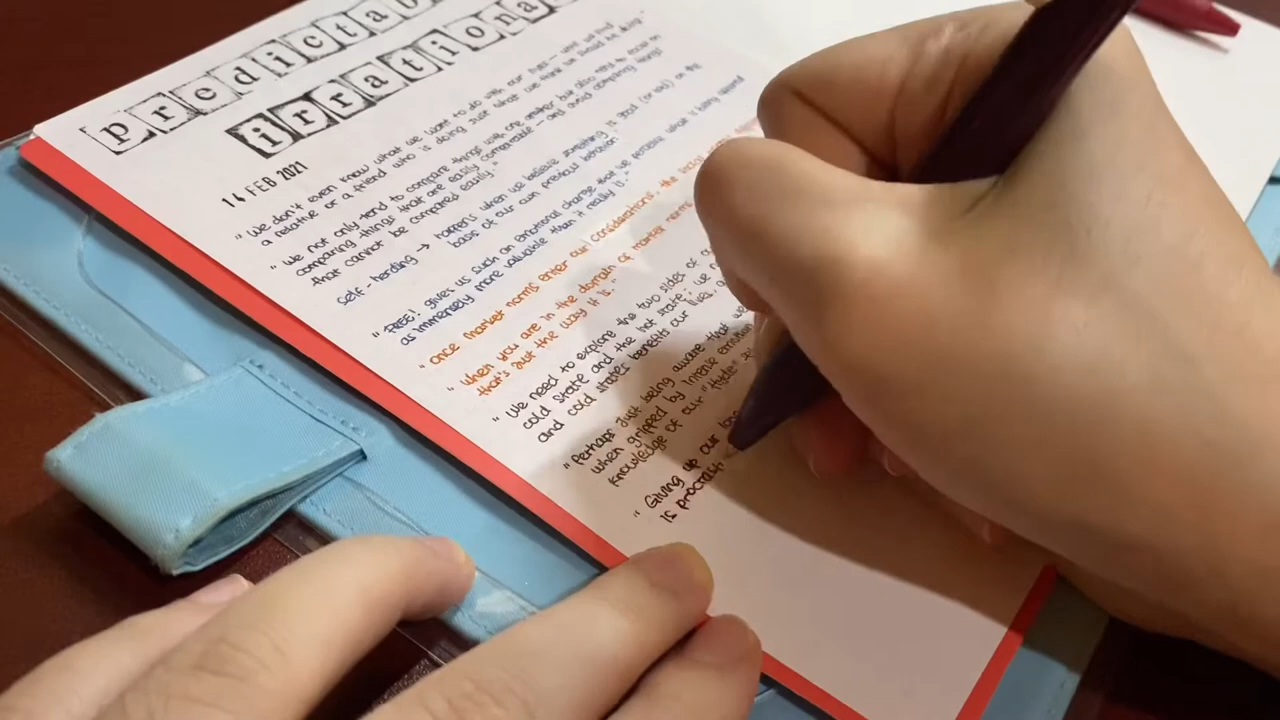 predictab
irrationa
14 FEB 2021
"We don't even know what we want to do with our lives — until we find
a relative or a friend who is doing just what we think we should be doing."
"We not only tend to compare things with one another but also tend to focus on
comparing things that are easily comparable — and avoid comparing things
that cannot be compared easily."
Self-herding → happens when we believe something is good (or bad) on the
basis of our own previous behavior
"FREE! gives us such an emotional charge that we perceive what is being offered
as immensely more valuable than it really is."
"Once market norms enter our considerations, the social norms
"When you are in the domain of market norms
that's just the way it is."
"We need to explore the two sides of our
cold state and the hot state; we
and cold states benefits our lives
"Perhaps just being aware that we
when gripped by intense emotion
knowledge of our "Hyde"
"Giving up our long
is procrasti